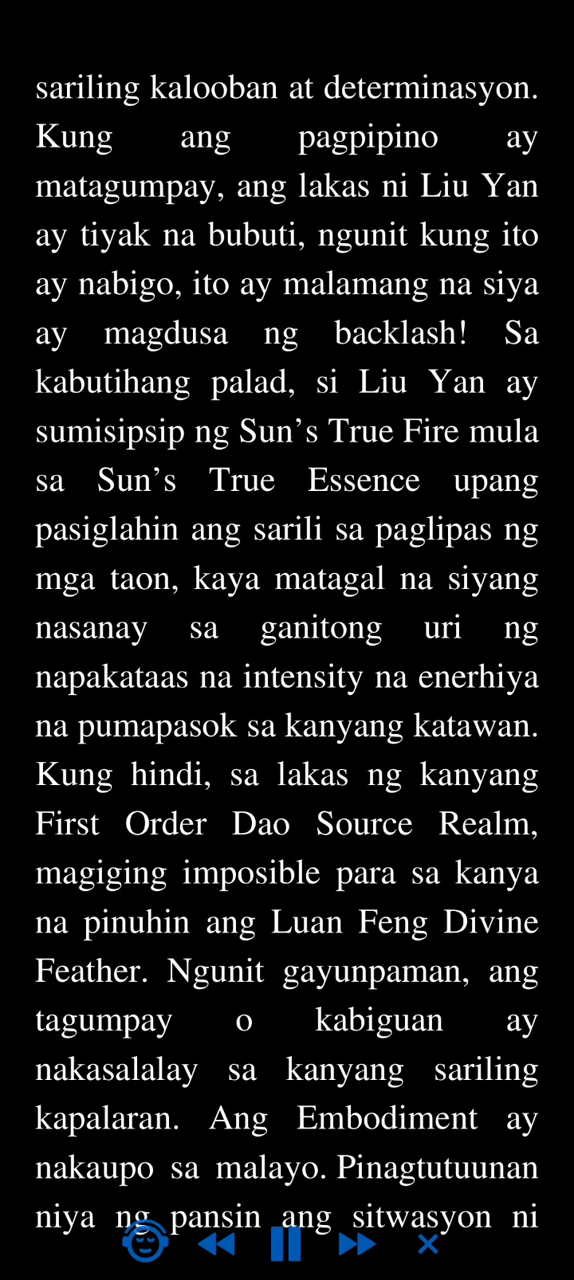 sariling kalooban at determinasyon.
Kung ang pagpipino ay
matagumpay, ang lakas ni Liu Yan
ay tiyak na bubuti, ngunit kung ito
ay nabigo, ito ay malamang na siya
ay magdusa ng backlash! Sa
kabutihang palad, si Liu Yan ay
sumisipsip ng Sun’s True Fire mula
sa Sun’s True Essence upang
pasiglahin ang sarili sa paglipas ng
mga taon, kaya matagal na siyang
nasanay sa ganitong uri ng
napakataas na intensity na enerhiya
na pumapasok sa kanyang katawan.
Kung hindi, sa lakas ng kanyang
First Order Dao Source Realm,
magiging imposible para sa kanya
na pinuhin ang Luan Feng Divine
Feather. Ngunit gayunpaman, ang
tagumpay o kabiguan ay
nakasalalay sa kanyang sariling
kapalaran. Ang Embodiment ay
nakaupo sa malayo. Pinagtutuunan
niya ng pansin ang sitwasyon ni